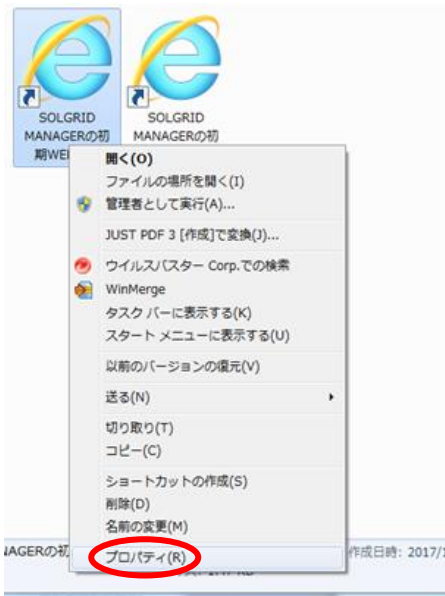 SOLGRID
MANAGERの初
期WE
SOLGRID
MANAGERの初
開く(O)
ファイルの場所を開く(I)
管理者として実行(A)...
JUST PDF 3 [作成]で変換(J)...
ウイルスバスター Corp.での検索
WinMerge
タスク バーに表示する(K)
スタート メニューに表示する(U)
以前のバージョンの復元(V)
送る(N)
切り取り(T)
コピー(C)
ショートカットの作成(S)
削除(D)
名前の変更(M)
プロパティ(R)
AGERの初
作成日時: 2017/1